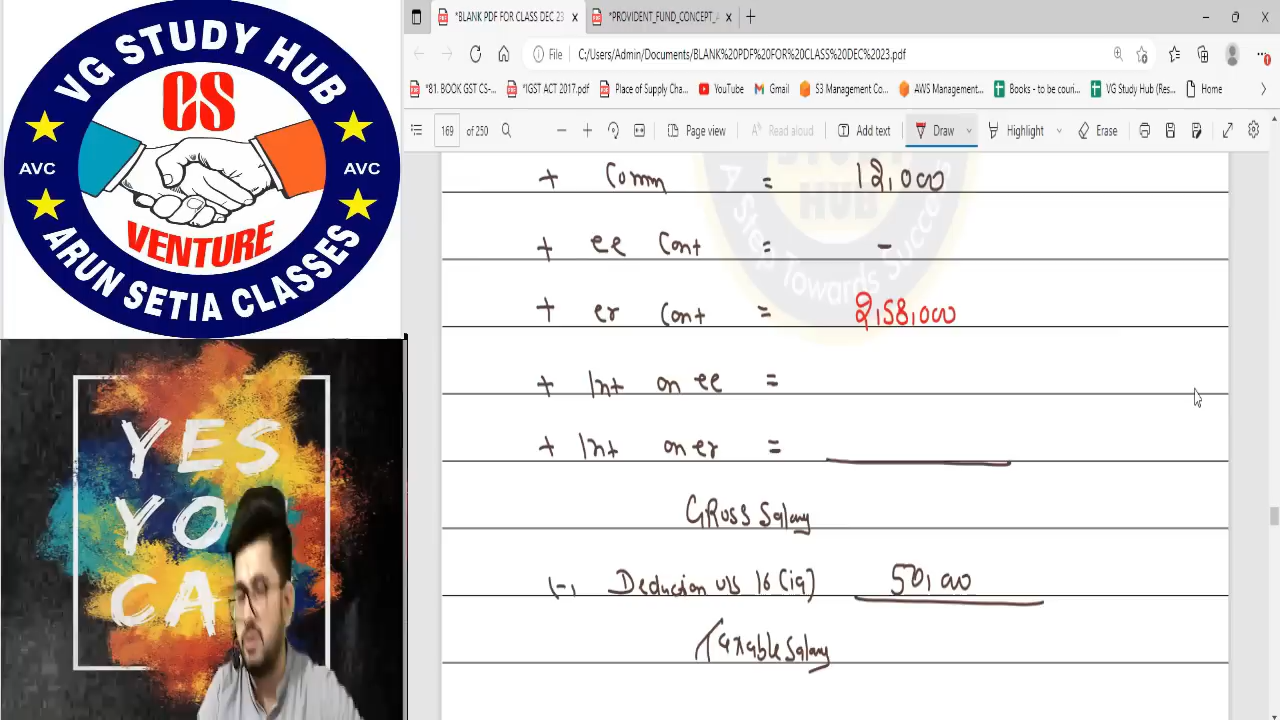 VG STUDY HUB
CS
AVC
AVC
VENTURE
ARUN SETIA CLASSES
YES
YO
CA
*BLANK PDF FOR CLASS DEC 23
*PROVIDENT_FUND_CONCEPT_
File
C:/Users/Admin/Documents/BLANK%20PDF%20FOR%20CLASS%20DEC%202023.pdf
*81. BOOK GST CS-...
*IGST ACT 2017.pdf
Place of Supply Cha...
YouTube
Gmail
S3 Management Co...
AWS Management...
Books - to be couri...
VG Study Hub (Res...
Home
169
of 250
Page view
Read aloud
Add text
Draw
Highlight
Erase
HUB
A Step Towards Success
+ Comm = 12,000
+ ee Cont = -
+ er Cont = 2,58,000
+ Int on ee =
+ Int on er =
GROSS Salary
(-) Deducion u/s 16 (ia) 50,000
Taxable Salary